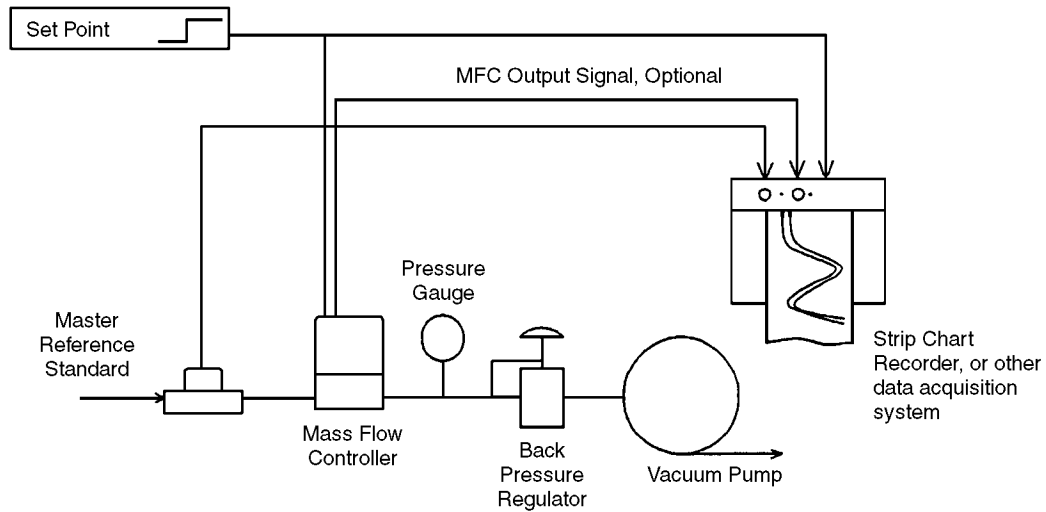 Set Point
MFC Output Signal, Optional
Pressure
Gauge
Master
Reference
Standard
Strip Chart
Recorder, or other
data acquisition
system
Mass Flow
Controller
Back
Pressure
Regulator
Vacuum Pump